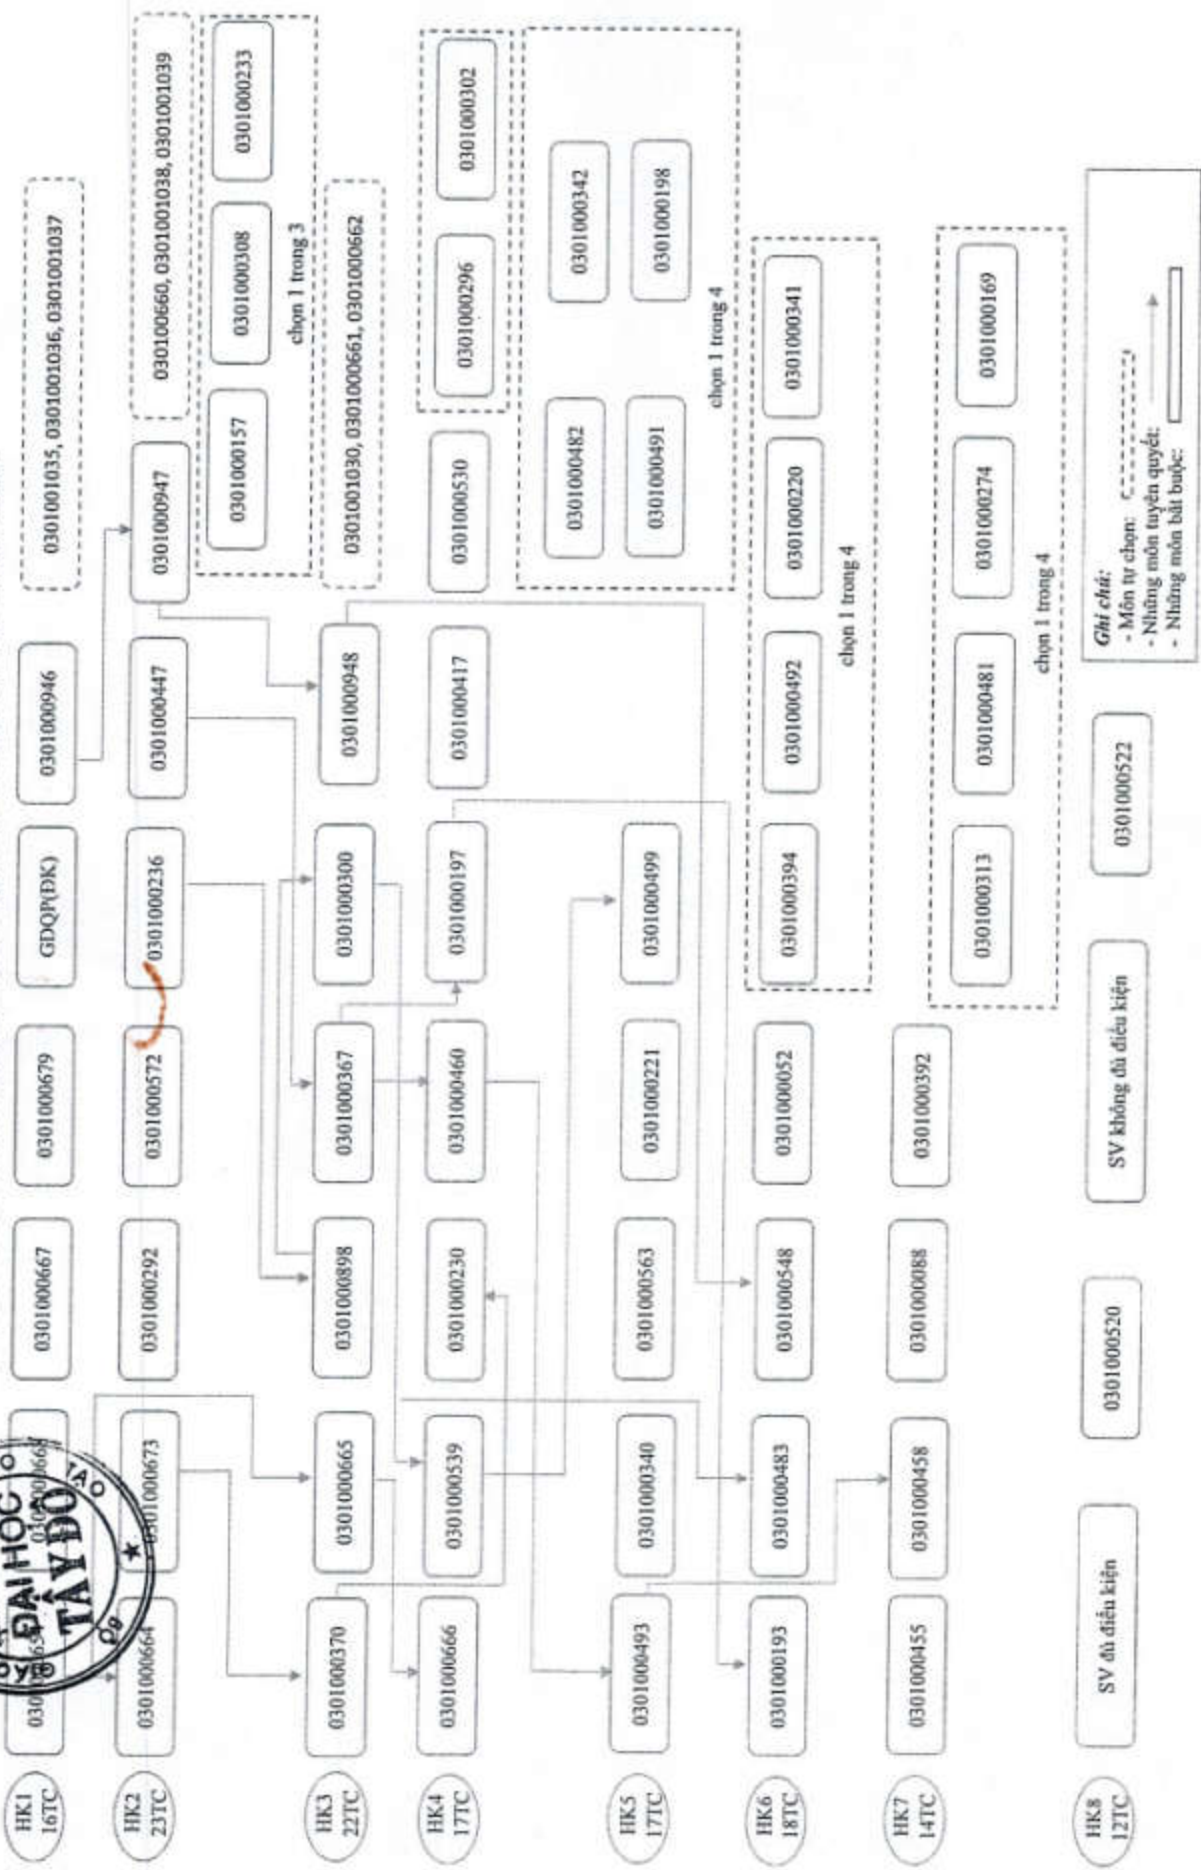 HK1
16TC
0301000667
0301000679
GDQP(ĐK)
0301000946
0301001035, 0301001036, 0301001037
ĐẠI HỌC
TÂY ĐÔ
TẠO
HK2
23TC
0301000664
0301000673
0301000292
0301000572
0301000236
0301000447
0301000947
030100660, 0301001038, 0301001039
0301000157
0301000308
0301000233
chọn 1 trong 3
HK3
22TC
0301000370
0301000665
0301000898
0301000367
0301000300
0301000948
0301001030, 0301000661, 0301000662
HK4
17TC
0301000666
0301000539
0301000230
0301000460
0301000197
0301000417
0301000530
0301000296
0301000302
HK5
17TC
0301000493
0301000340
0301000563
0301000221
0301000499
0301000482
0301000342
0301000491
0301000198
chọn 1 trong 4
HK6
18TC
0301000193
0301000483
0301000548
0301000052
0301000394
0301000492
0301000220
0301000341
chọn 1 trong 4
HK7
14TC
0301000455
0301000458
0301000088
0301000392
0301000313
0301000481
0301000274
0301000169
chọn 1 trong 4
HK8
12TC
SV đủ điều kiện
0301000520
SV không đủ điều kiện
0301000522
Ghi chú:
- Môn tự chọn:
- Những môn tuyên quyết:
- Những môn bắt buộc: